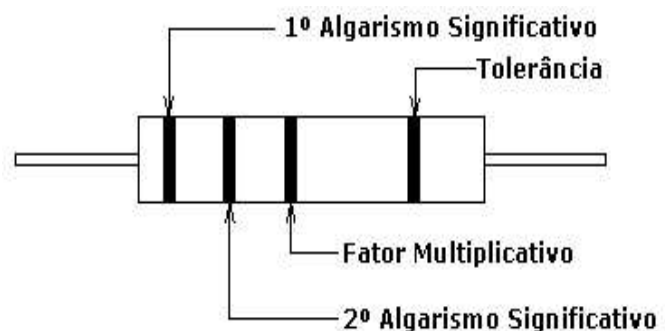 1º Algarismo Significativo
Tolerância
Fator Multiplicativo
2º Algarismo Significativo